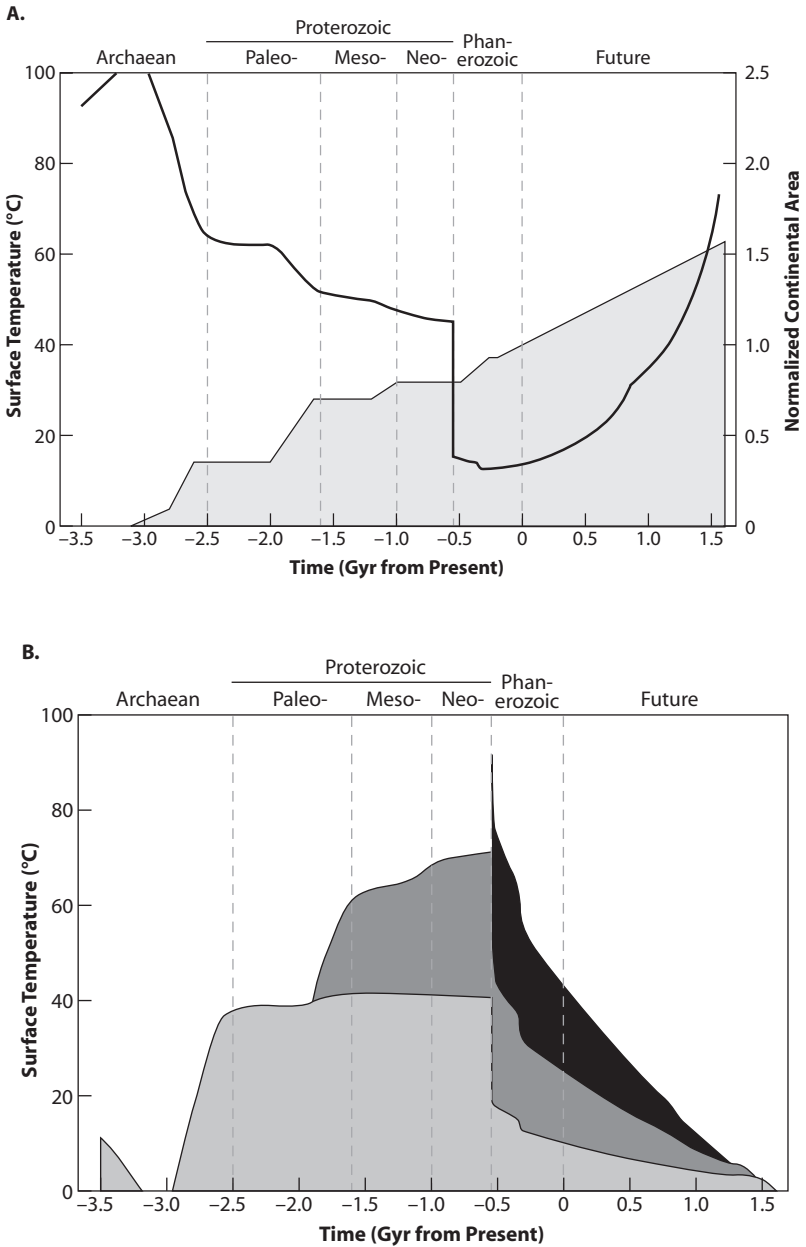 A.
Proterozoic
Archaean
Paleo-
Meso-
Neo-
Phan-
erozoic
Future
100
80
60
40
20
0
2.5
2.0
1.5
1.0
0.5
0
Surface Temperature (°C)
Normalized Continental Area
–3.5 –3.0 –2.5 –2.0 –1.5 –1.0 –0.5 0 0.5 1.0 1.5
Time (Gyr from Present)
B.
Proterozoic
Archaean
Paleo-
Meso-
Neo-
Phan-
erozoic
Future
100
80
60
40
20
0
Surface Temperature (°C)
–3.5 –3.0 –2.5 –2.0 –1.5 –1.0 –0.5 0 0.5 1.0 1.5
Time (Gyr from Present)